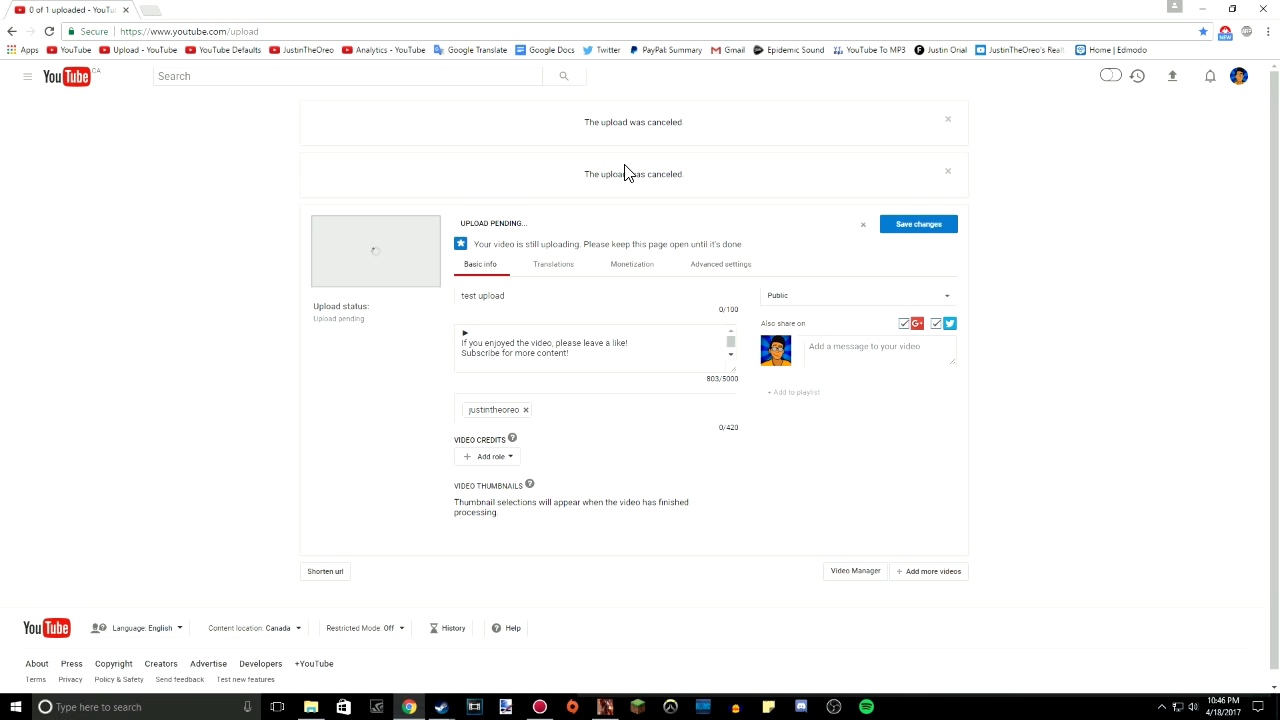 0 of 1 uploaded - YouTu
Secure https://www.youtube.com/upload
Apps YouTube Upload - YouTube YouTube Defaults JustinTheOreo Analytics - YouTube Google Translate Google Docs Twitter PayPak Summary Gmail Epidemic Sound YouTube To MP3 Justin Orial JustinTheOreo's Real Home | Edmodo
NEW
YouTube CA
Search
The upload was canceled.
The upload was canceled.
UPLOAD PENDING...
Save changes
Your video is still uploading. Please keep this page open until it's done.
Basic info Translations Monetization Advanced settings
test upload
Public
0/100
Upload status:
Upload pending
Also share on
If you enjoyed the video, please leave a like!
Subscribe for more content!
Add a message to your video
803/5000
+ Add to playlist
justintheoreo
0/420
VIDEO CREDITS
+ Add role
VIDEO THUMBNAILS
Thumbnail selections will appear when the video has finished
processing.
Shorten url
Video Manager + Add more videos
YouTube Language: English Content location: Canada Restricted Mode: Off History Help
About Press Copyright Creators Advertise Developers +YouTube
Terms Privacy Policy & Safety Send feedback Test new features
Type here to search
10:46 PM
4/18/2017